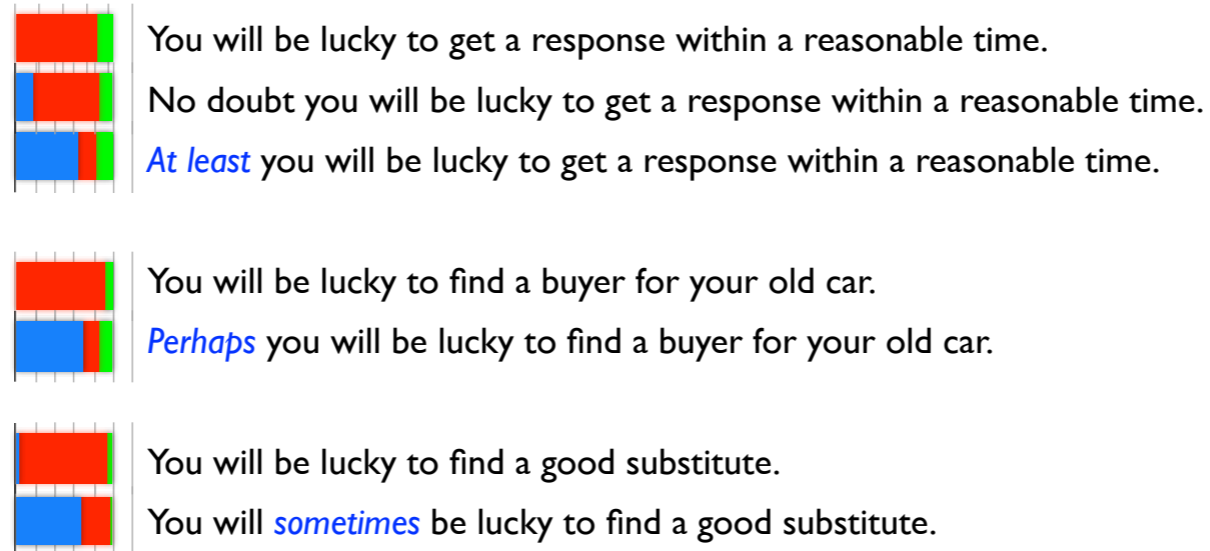 You will be lucky to get a response within a reasonable time.
No doubt you will be lucky to get a response within a reasonable time.
At least you will be lucky to get a response within a reasonable time.
You will be lucky to find a buyer for your old car.
Perhaps you will be lucky to find a buyer for your old car.
You will be lucky to find a good substitute.
You will sometimes be lucky to find a good substitute.